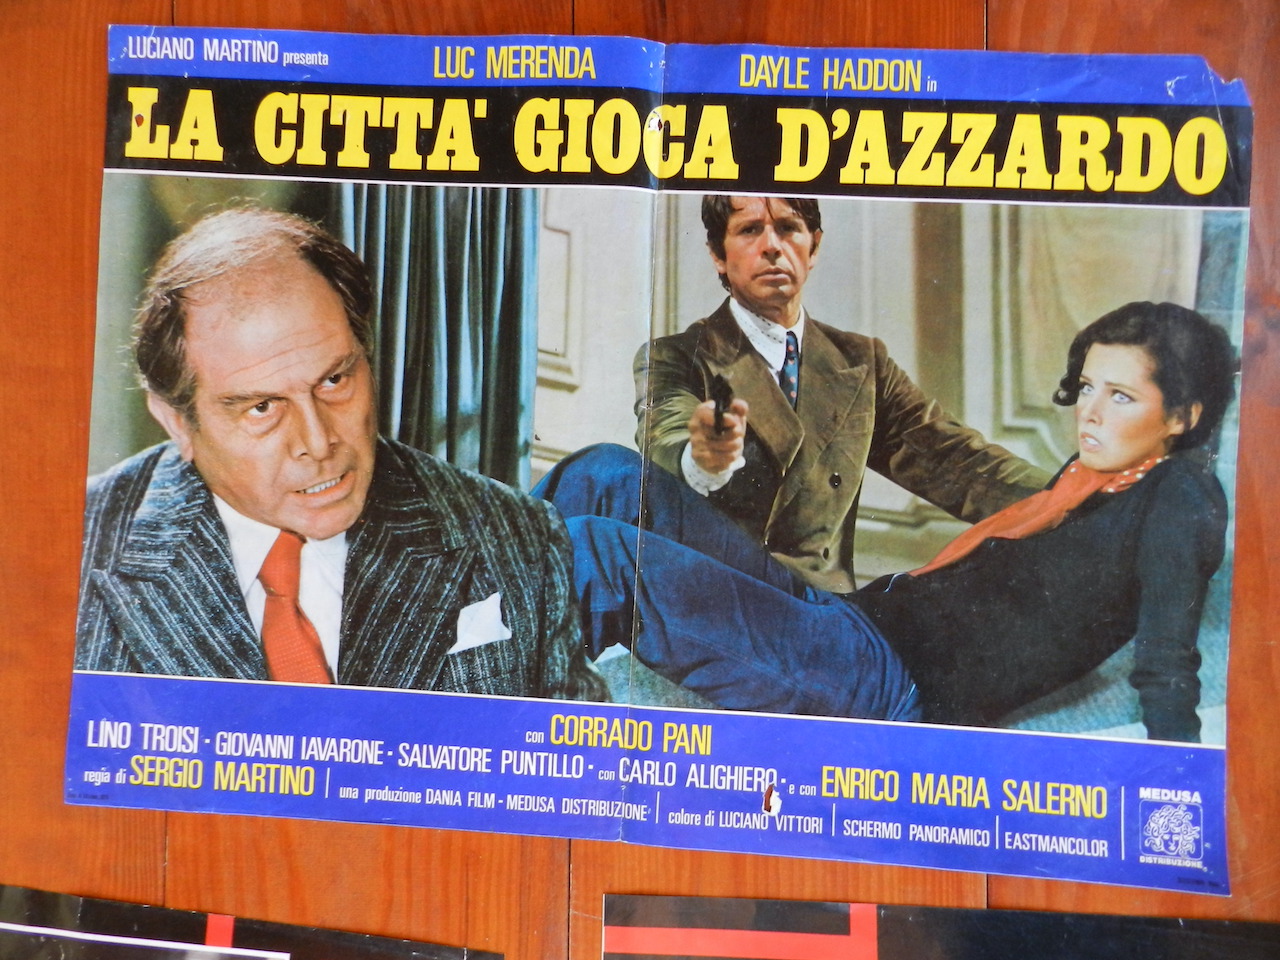 LUCIANO MARTINO presenta LUC MERENDA DAYLE HADDON in
LA CITTA' GIOCA D'AZZARDO
con CORRADO PANI
LINO TROISI - GIOVANNI IAVARONE - SALVATORE PUNTILLO - con CARLO ALIGHIERO - e con ENRICO MARIA SALERNO
regia di SERGIO MARTINO | una produzione DANIA FILM - MEDUSA DISTRIBUZIONE | colore di LUCIANO VITTORI | SCHERMO PANORAMICO | EASTMANCOLOR
MEDUSA
DISTRIBUZIONE